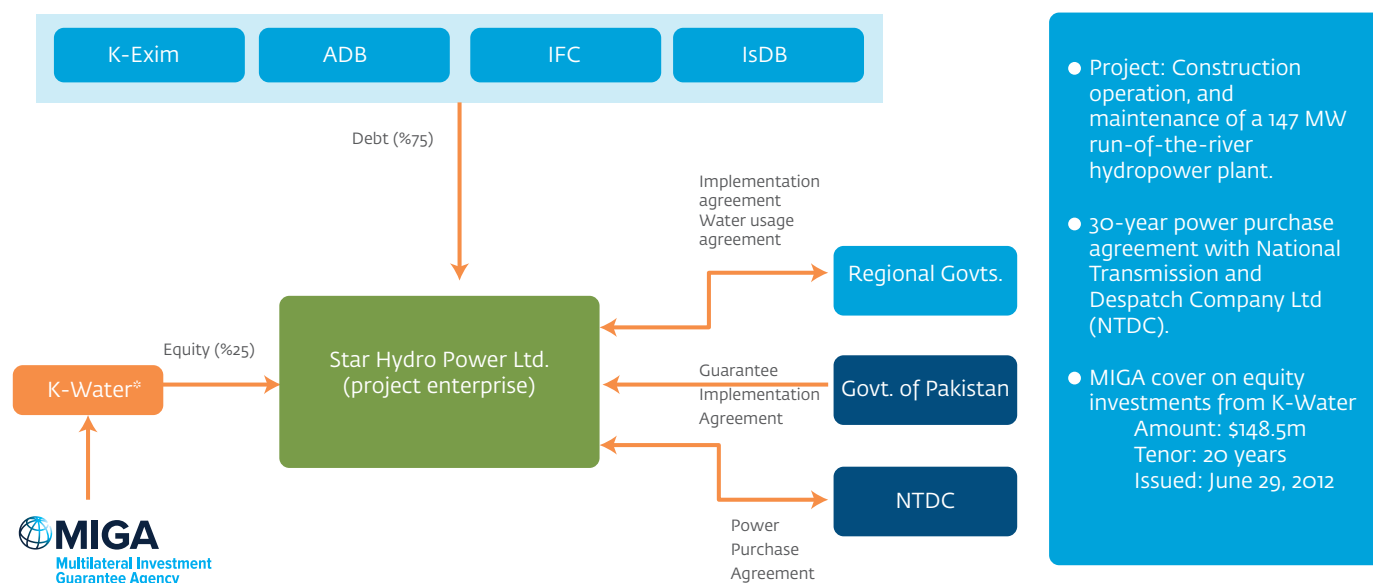 K-Exim
ADB
IFC
IsDB
Debt (%75)
Implementation
agreement
Water usage
agreement
Regional Govts.
Equity (%25)
K-Water*
Star Hydro Power Ltd.
(project enterprise)
Guarantee
Implementation
Agreement
Govt. of Pakistan
NTDC
Power
Purchase
Agreement
MIGA
Multilateral Investment
Guarantee Agency
● Project: Construction
operation, and
maintenance of a 147 MW
run-of-the-river
hydropower plant.
● 30-year power purchase
agreement with National
Transmission and
Despatch Company Ltd
(NTDC).
● MIGA cover on equity
investments from K-Water
Amount: $148.5m
Tenor: 20 years
Issued: June 29, 2012